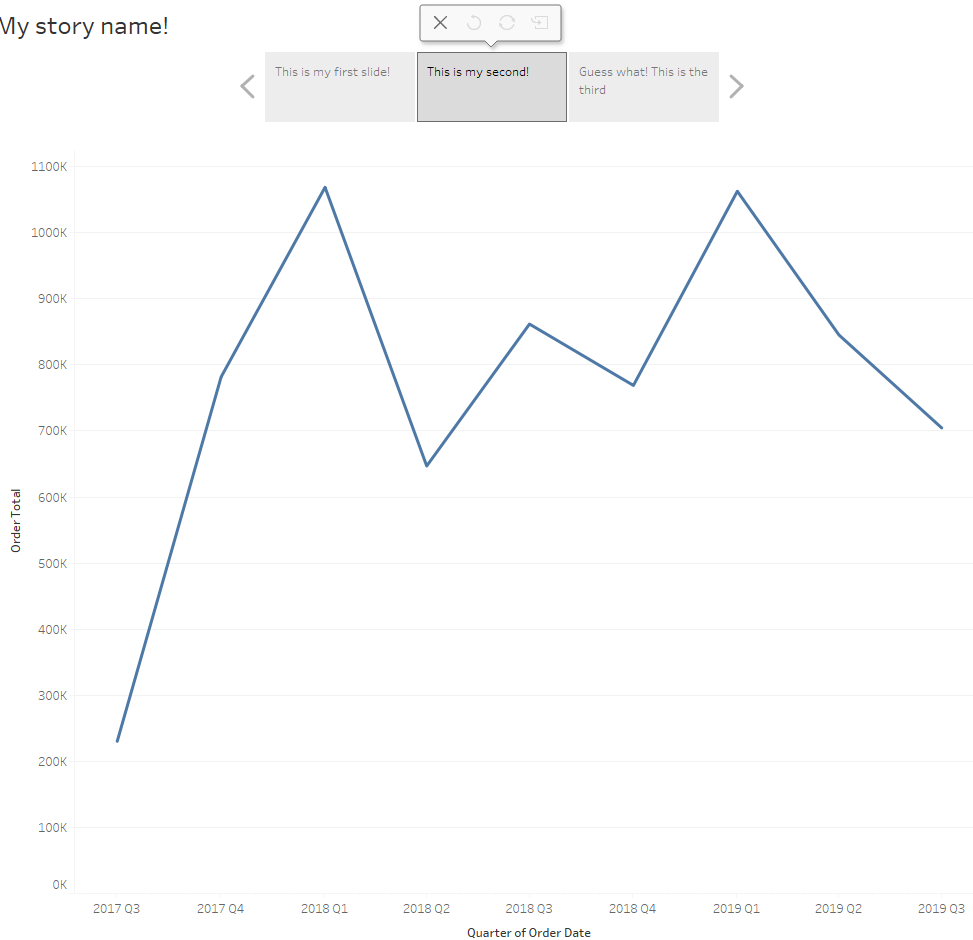 My story name!
This is my first slide!
This is my second!
Guess what! This is the
third
1100K
1000K
900K
800K
700K
600K
500K
400K
300K
200K
100K
0K
Order Total
2017 Q3
2017 Q4
2018 Q1
2018 Q2
2018 Q3
2018 Q4
2019 Q1
2019 Q2
2019 Q3
Quarter of Order Date